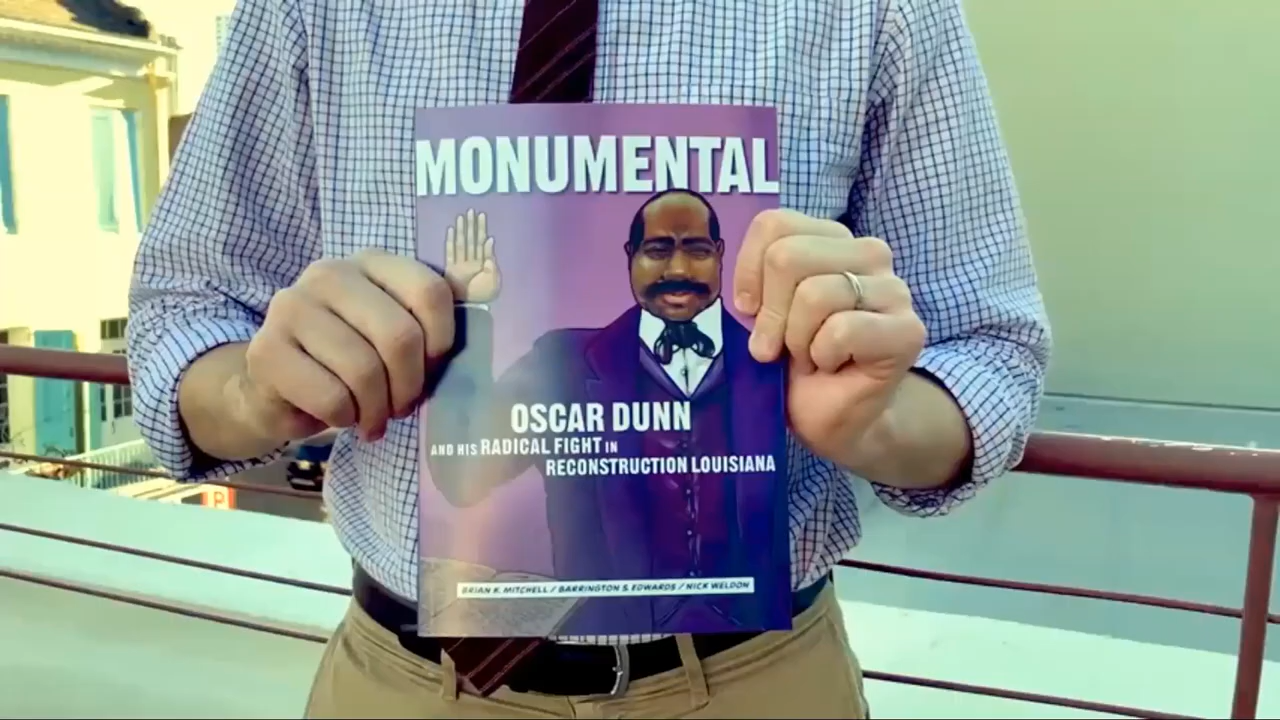 MONUMENTAL
OSCAR DUNN
AND HIS RADICAL FIGHT IN
RECONSTRUCTION LOUISIANA
BRIAN K. MITCHELL / BARRINGTON S. EDWARDS / NICK WELDON